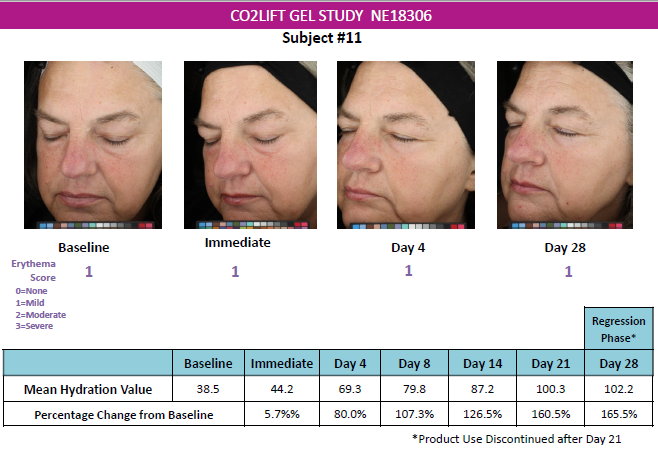 CO2LIFT GEL STUDY NE18306
Subject #11
Baseline Immediate Day 4 Day 28
Erythema Score 1 1 1 1
0=None
1=Mild
2=Moderate
3=Severe
Regression Phase*
Baseline Immediate Day 4 Day 8 Day 14 Day 21 Day 28
Mean Hydration Value 38.5 44.2 69.3 79.8 87.2 100.3 102.2
Percentage Change from Baseline 5.7%% 80.0% 107.3% 126.5% 160.5% 165.5%
*Product Use Discontinued after Day 21